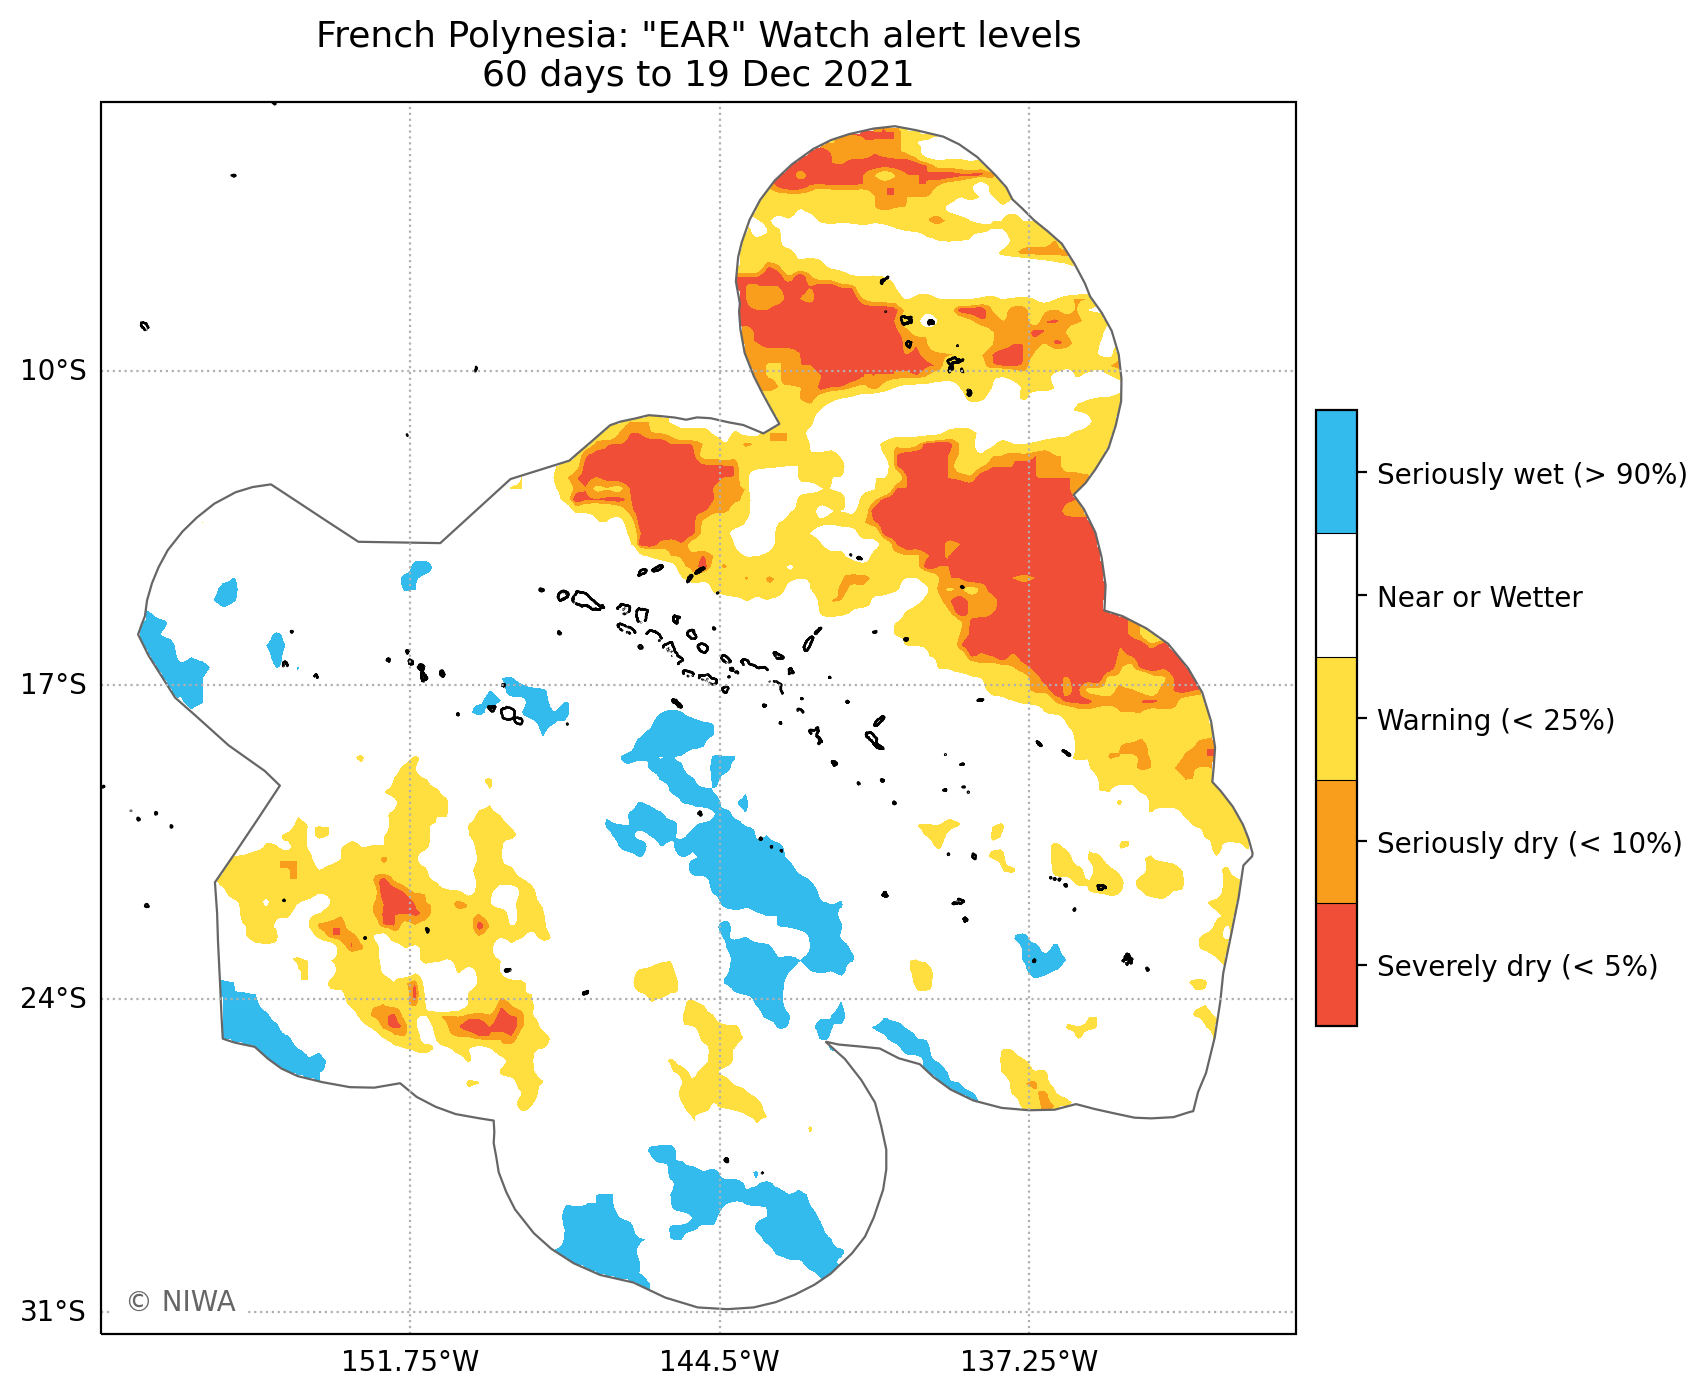 French Polynesia: "EAR" Watch alert levels
60 days to 19 Dec 2021
10°S
17°S
24°S
31°S
151.75°W
144.5°W
137.25°W
Seriously wet (> 90%)
Near or Wetter
Warning (< 25%)
Seriously dry (< 10%)
Severely dry (< 5%)
© NIWA